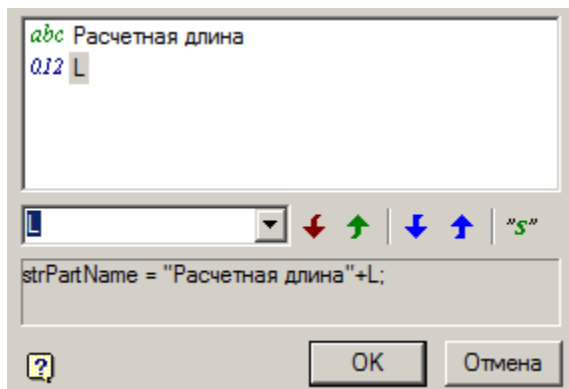 abc Расчетная длина
0.12 L
L
"S"
strPartName = "Расчетная длина"+L;
? OK Отмена